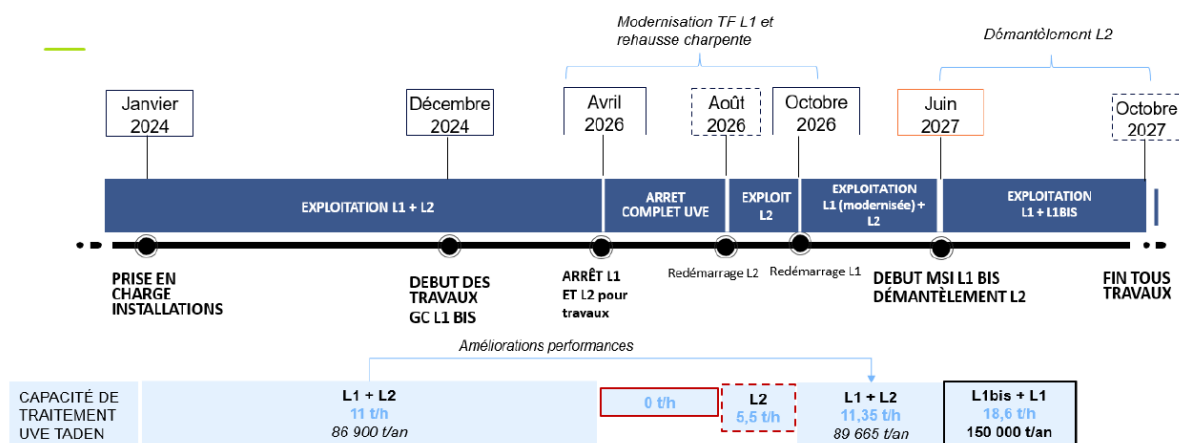 Modernisation TF L1 et
rehausse charpente
Démantèlement L2
Janvier
2024
Décembre
2024
Avril
2026
Août
2026
Octobre
2026
Juin
2027
Octobre
2027
EXPLOITATION L1 + L2
ARRET
COMPLET UVE
EXPLOIT
L2
EXPLOITATION
L1 (modernisée) +
L2
EXPLOITATION
L1 + L1BIS
PRISE EN
CHARGE
INSTALLATIONS
DEBUT DES
TRAVAUX
GC L1 BIS
ARRÊT L1
ET L2 pour
travaux
Redémarrage L2
Redémarrage L1
DEBUT MSI L1 BIS
DÉMANTÈLEMENT L2
FIN TOUS
TRAVAUX
Améliorations performances
CAPACITÉ DE
TRAITEMENT
UVE TADEN
L1 + L2
11 t/h
86 900 t/an
0 t/h
L2
5,5 t/h
L1 + L2
11,35 t/h
89 665 t/an
L1bis + L1
18,6 t/h
150 000 t/an